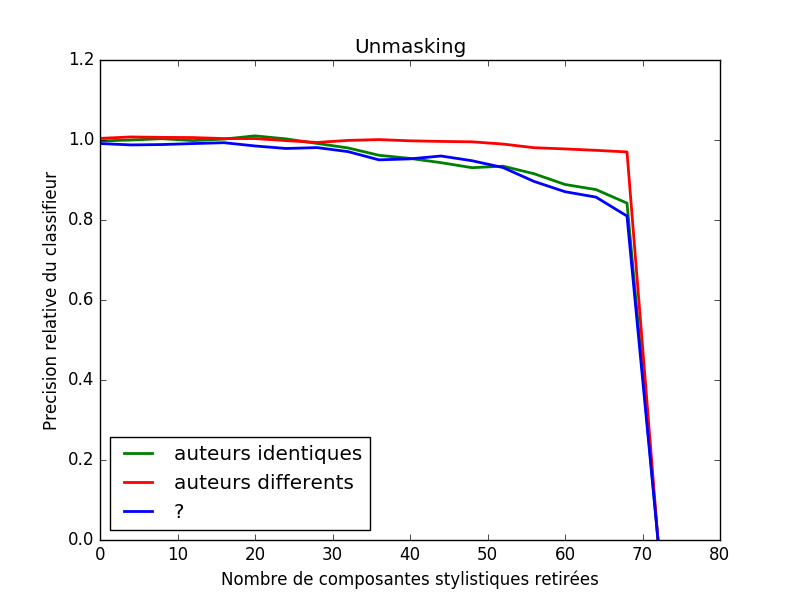 Unmasking
1.2
1.0
0.8
0.6
0.4
0.2
0.0
Precision relative du classifieur
auteurs identiques
auteurs differents
?
0 10 20 30 40 50 60 70 80
Nombre de composantes stylistiques retirées